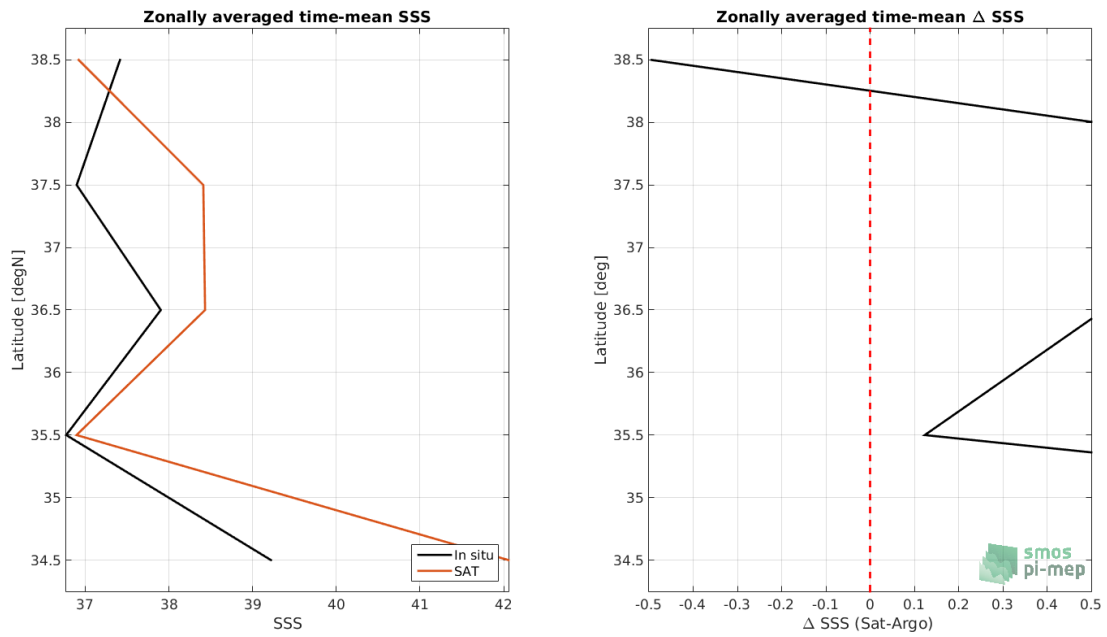 Zonally averaged time-mean SSS
38.5
38
37.5
37
36.5
36
35.5
35
34.5
Latitude [degN]
37 38 39 40 41 42
SSS
In situ
SAT
Zonally averaged time-mean Δ SSS
38.5
38
37.5
37
36.5
36
35.5
35
34.5
Latitude [deg]
-0.5 -0.4 -0.3 -0.2 -0.1 0 0.1 0.2 0.3 0.4 0.5
Δ SSS (Sat-Argo)
smos
pi-mep